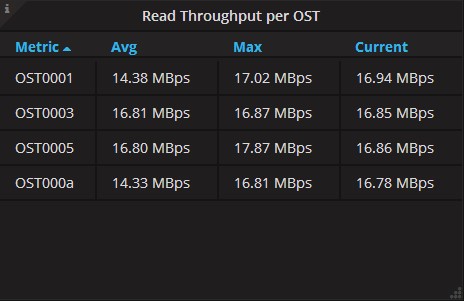 Read Throughput per OST
Metric Avg Max Current
OST0001 14.38 MBps 17.02 MBps 16.94 MBps
OST0003 16.81 MBps 16.87 MBps 16.85 MBps
OST0005 16.80 MBps 17.87 MBps 16.86 MBps
OST000a 14.33 MBps 16.81 MBps 16.78 MBps